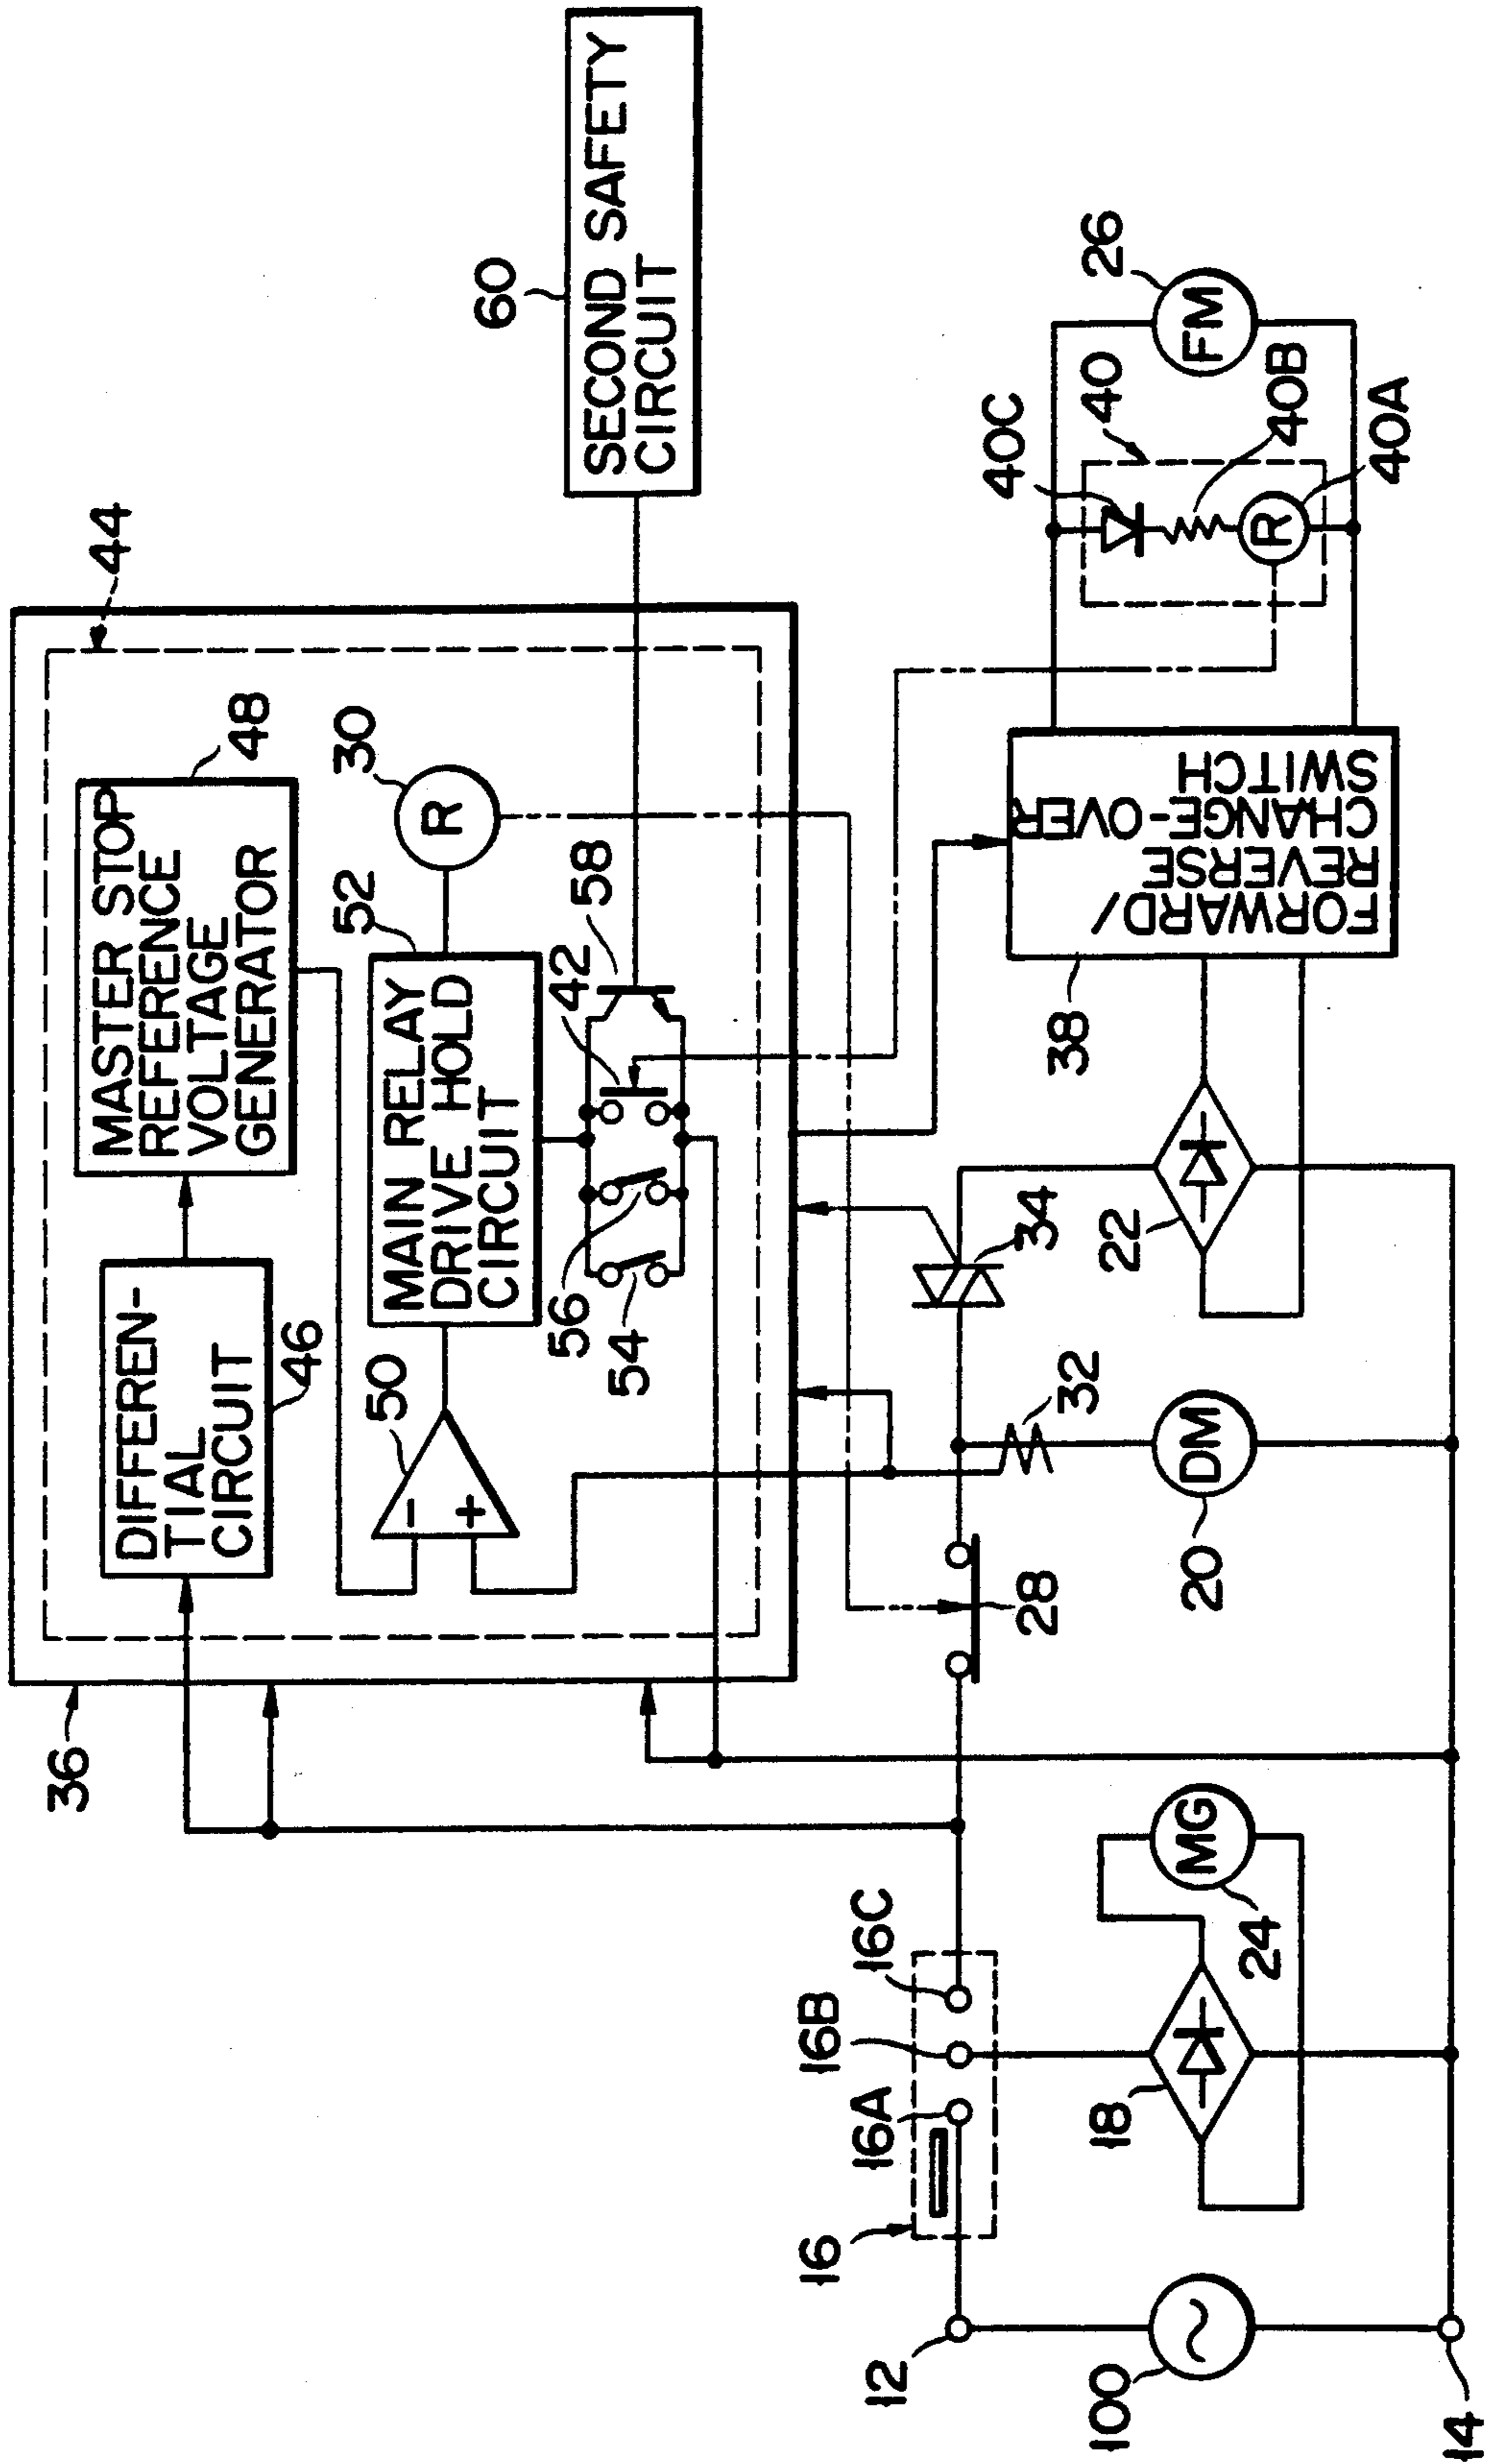 36
44
DIFFEREN-
TIAL
CIRCUIT
46
MASTER STOP
REFERENCE
VOLTAGE
GENERATOR
48
50
−
+
MAIN RELAY
DRIVE HOLD
CIRCUIT
52
R
30
54
56
42
58
60
SECOND SAFETY
CIRCUIT
12
100
14
16
16A
16B
16C
18
MG
24
28
32
DM
20
34
22
38
FORWARD/
REVERSE
CHANGE-OVER
SWITCH
40C
40
40B
40A
R
FM
26